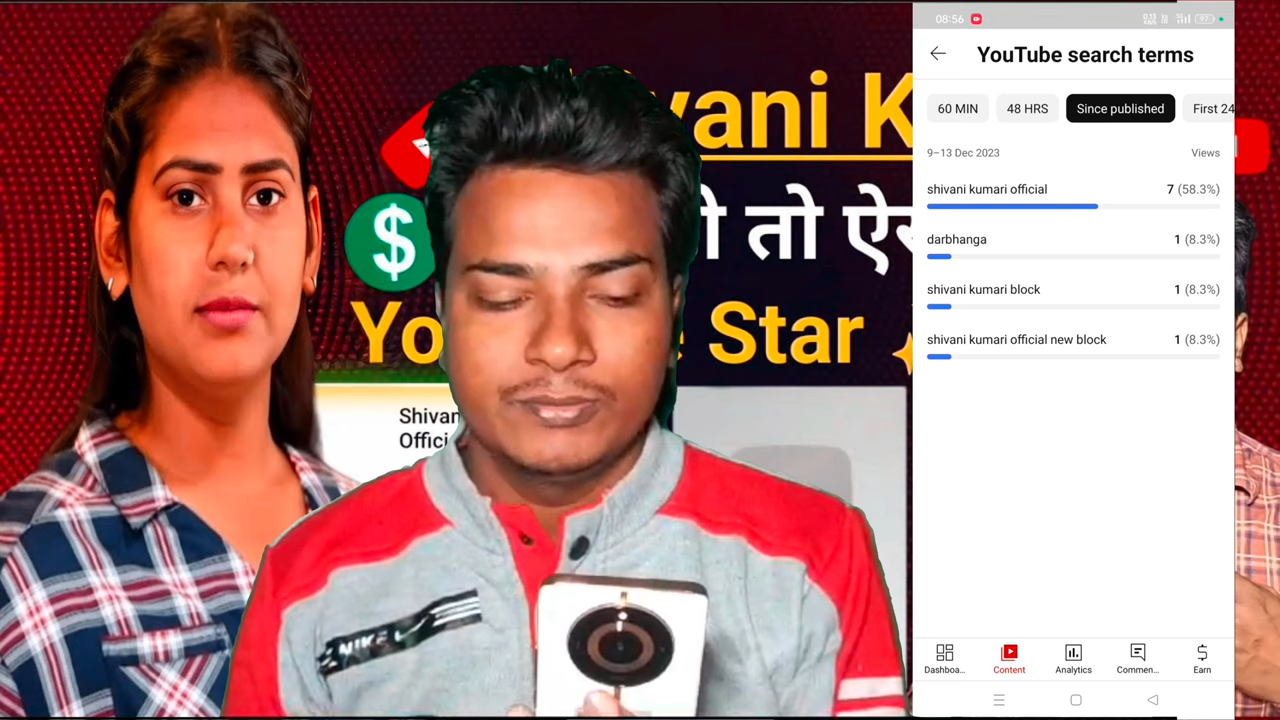 vani K
$
ी तो ऐस
Yo
e Star
Shivan
Offici
NIKE
08:56
YouTube search terms
60 MIN
48 HRS
Since published
First 24
9–13 Dec 2023
Views
shivani kumari official
7 (58.3%)
darbhanga
1 (8.3%)
shivani kumari block
1 (8.3%)
shivani kumari official new block
1 (8.3%)
Dashboa...
Content
Analytics
Commen...
Earn